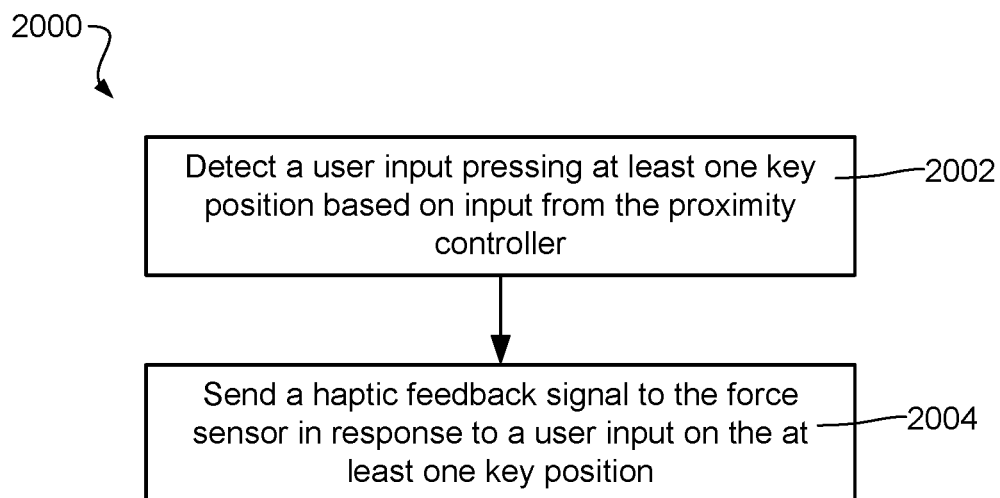 2000
Detect a user input pressing at least one key
position based on input from the proximity
controller
2002
Send a haptic feedback signal to the force
sensor in response to a user input on the at
least one key position
2004